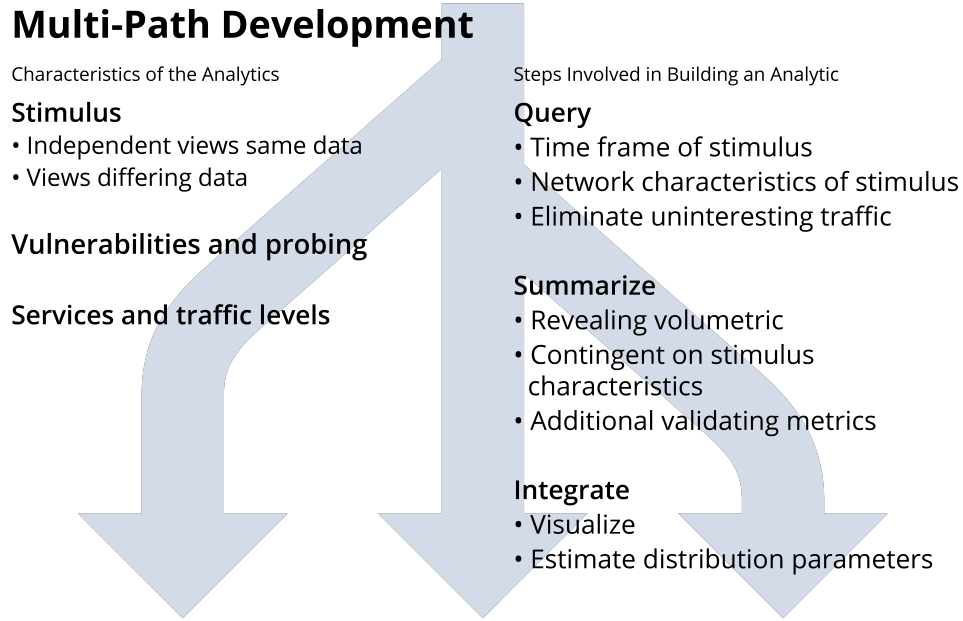 Multi-Path Development
Characteristics of the Analytics
Stimulus
• Independent views same data
• Views differing data
Vulnerabilities and probing
Services and traffic levels
Steps Involved in Building an Analytic
Query
• Time frame of stimulus
• Network characteristics of stimulus
• Eliminate uninteresting traffic
Summarize
• Revealing volumetric
• Contingent on stimulus
characteristics
• Additional validating metrics
Integrate
• Visualize
• Estimate distribution parameters